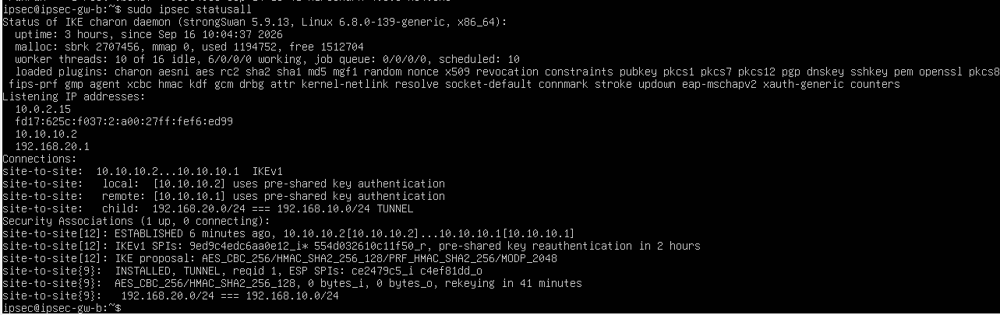 ipsec@ipsec-gw-b:~$ sudo ipsec statusall
Status of IKE charon daemon (strongSwan 5.9.13, Linux 6.8.0-139-generic, x86_64):
  uptime: 3 hours, since Sep 16 10:04:37 2026
  malloc: sbrk 2707456, mmap 0, used 1194752, free 1512704
  worker threads: 10 of 16 idle, 6/0/0/0 working, job queue: 0/0/0/0, scheduled: 10
  loaded plugins: charon aesni aes rc2 sha2 sha1 md5 mgf1 random nonce x509 revocation constraints pubkey pkcs1 pkcs7 pkcs12 pgp dnskey sshkey pem openssl pkcs8
 fips-prf gmp agent xcbc hmac kdf gcm drbg attr kernel-netlink resolve socket-default connmark stroke updown eap-mschapv2 xauth-generic counters
Listening IP addresses:
  10.0.2.15
  fd17:625c:f037:2:a00:27ff:fef6:ed99
  10.10.10.2
  192.168.20.1
Connections:
site-to-site:  10.10.10.2...10.10.10.1  IKEv1
site-to-site:   local:  [10.10.10.2] uses pre-shared key authentication
site-to-site:   remote: [10.10.10.1] uses pre-shared key authentication
site-to-site:   child:  192.168.20.0/24 === 192.168.10.0/24 TUNNEL
Security Associations (1 up, 0 connecting):
site-to-site[12]: ESTABLISHED 6 minutes ago, 10.10.10.2[10.10.10.2]...10.10.10.1[10.10.10.1]
site-to-site[12]: IKEv1 SPIs: 9ed9c4edc6aa0e12_i* 554d032610c11f50_r, pre-shared key reauthentication in 2 hours
site-to-site[12]: IKE proposal: AES_CBC_256/HMAC_SHA2_256_128/PRF_HMAC_SHA2_256/MODP_2048
site-to-site{9}:  INSTALLED, TUNNEL, reqid 1, ESP SPIs: ce2479c5_i c4ef81dd_o
site-to-site{9}:  AES_CBC_256/HMAC_SHA2_256_128, 0 bytes_i, 0 bytes_o, rekeying in 41 minutes
site-to-site{9}:   192.168.20.0/24 === 192.168.10.0/24
ipsec@ipsec-gw-b:~$